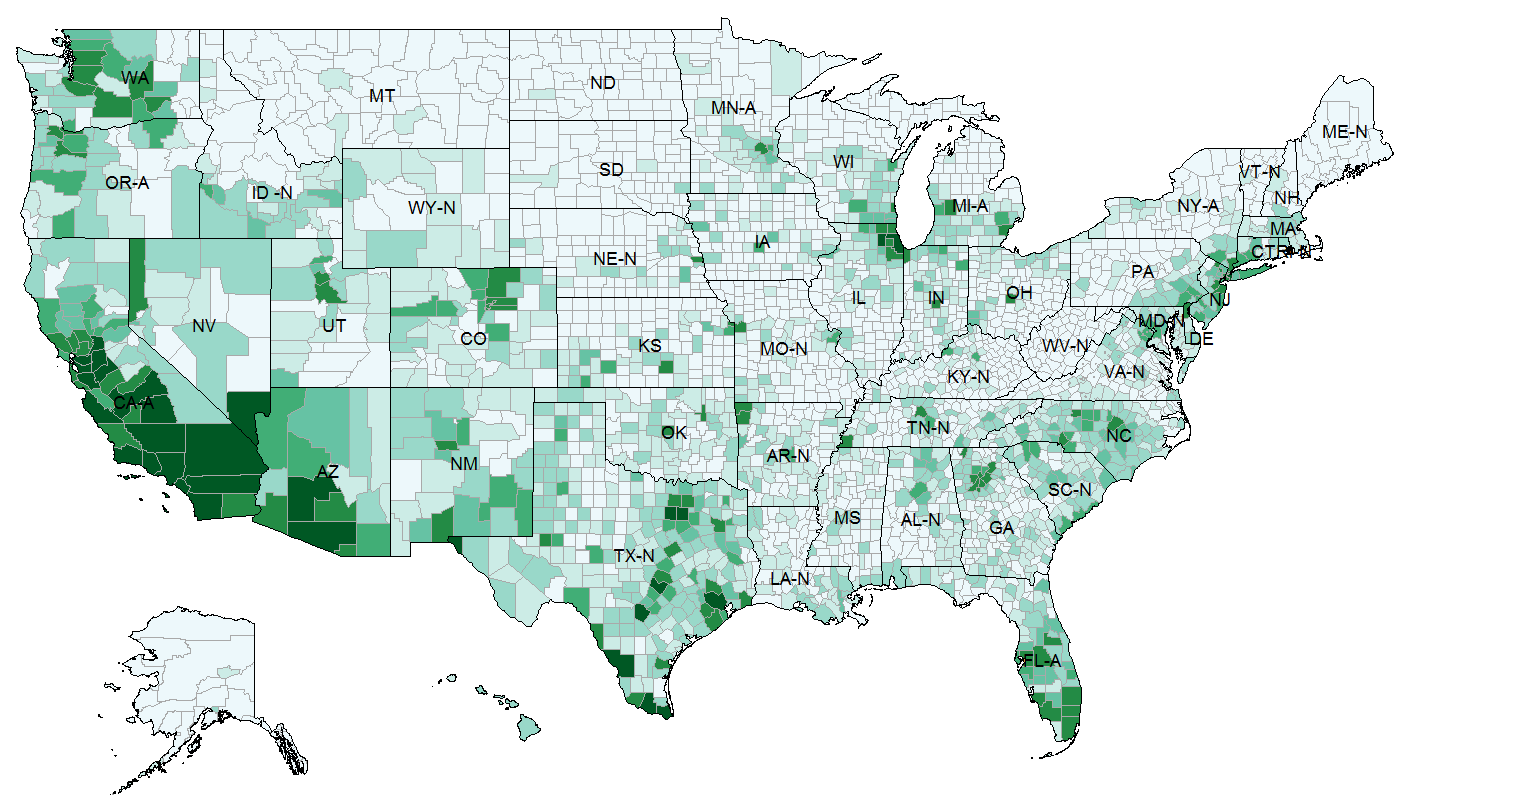 WA
MT
ND
MN-A
ME-N
OR-A
ID -N
SD
WI
VT-N
WY-N
MI-A
NY-A
NH
MA
IA
CTRI-N
NE-N
PA
OH
IL
IN
NJ
NV
UT
CO
KS
MO-N
MD-N
DE
WV-N
KY-N
VA-N
CA-A
AZ
NM
OK
AR-N
TN-N
NC
SC-N
MS
AL-N
GA
TX-N
LA-N
FL-A